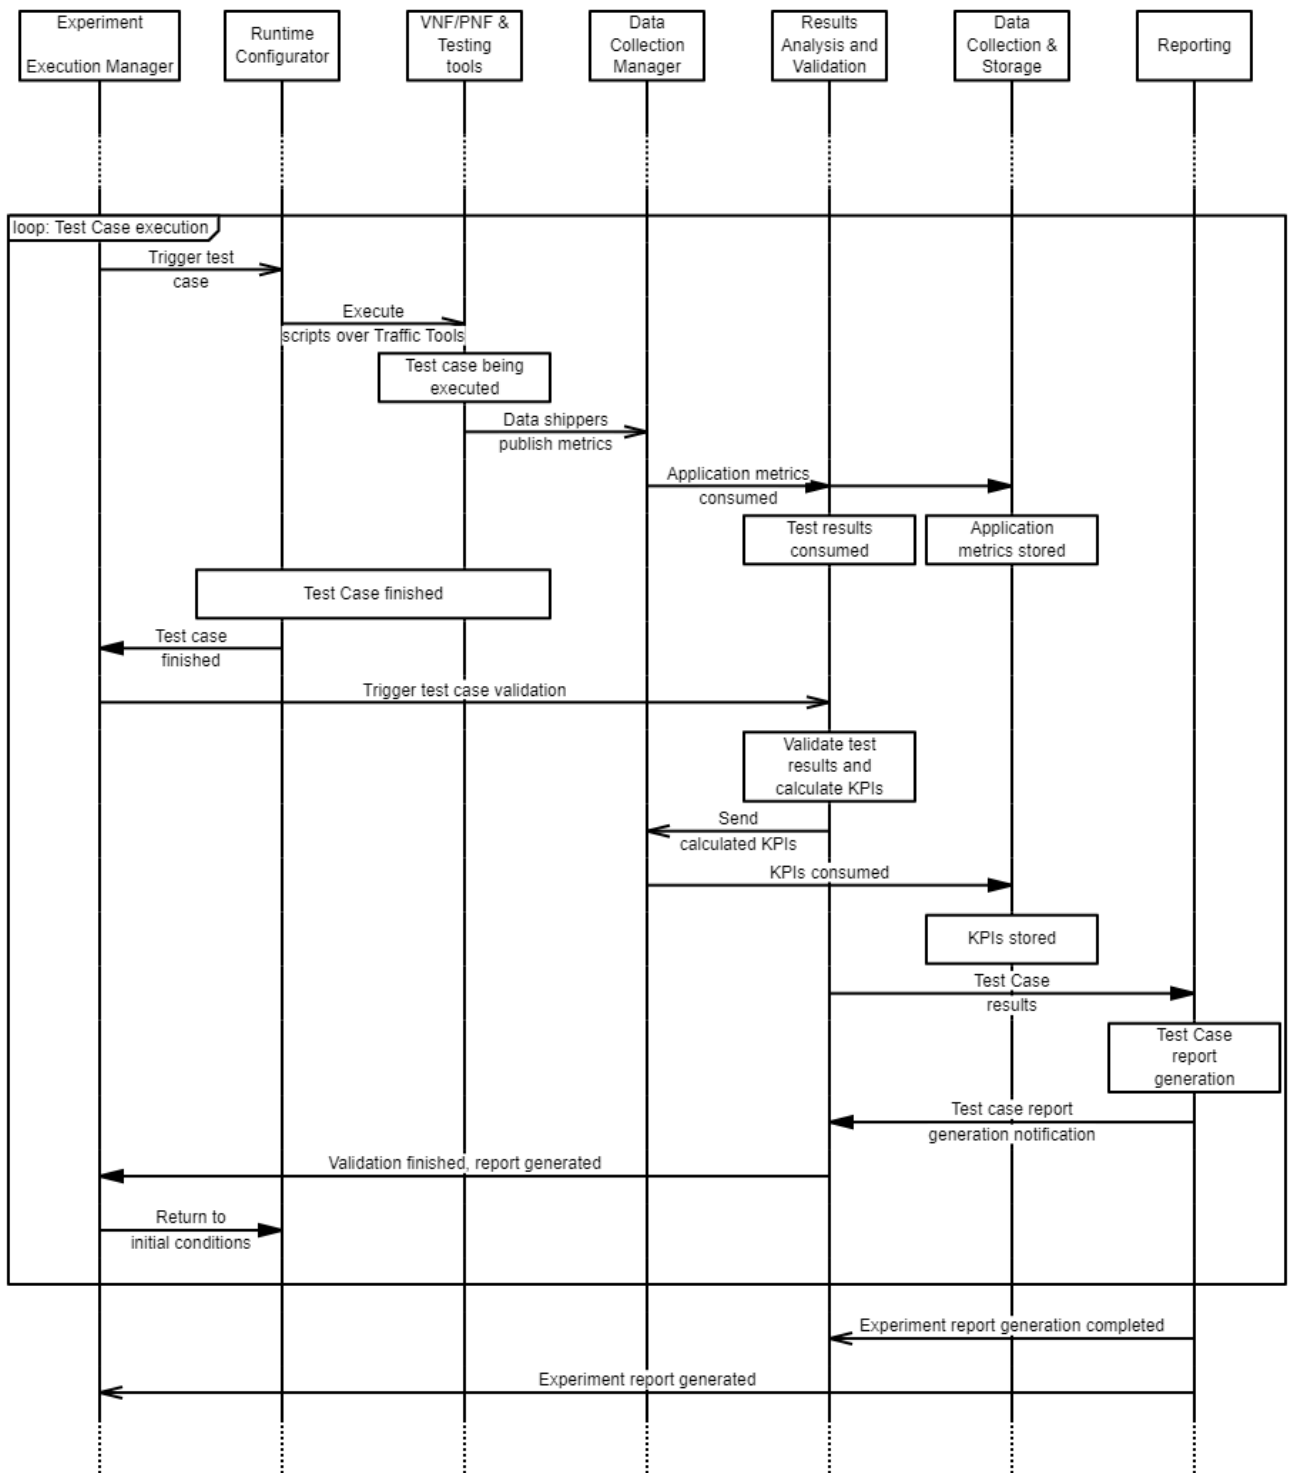 Experiment
Execution Manager
Runtime
Configurator
VNF/PNF &
Testing
tools
Data
Collection
Manager
Results
Analysis and
Validation
Data
Collection &
Storage
Reporting
loop: Test Case execution
Trigger test
case
Execute
scripts over Traffic Tools
Test case being
executed
Data shippers
publish metrics
Application metrics
consumed
Test results
consumed
Application
metrics stored
Test Case finished
Test case
finished
Trigger test case validation
Validate test
results and
calculate KPIs
Send
calculated KPIs
KPIs consumed
KPIs stored
Test Case
results
Test Case
report
generation
Test case report
generation notification
Validation finished, report generated
Return to
initial conditions
Experiment report generation completed
Experiment report generated